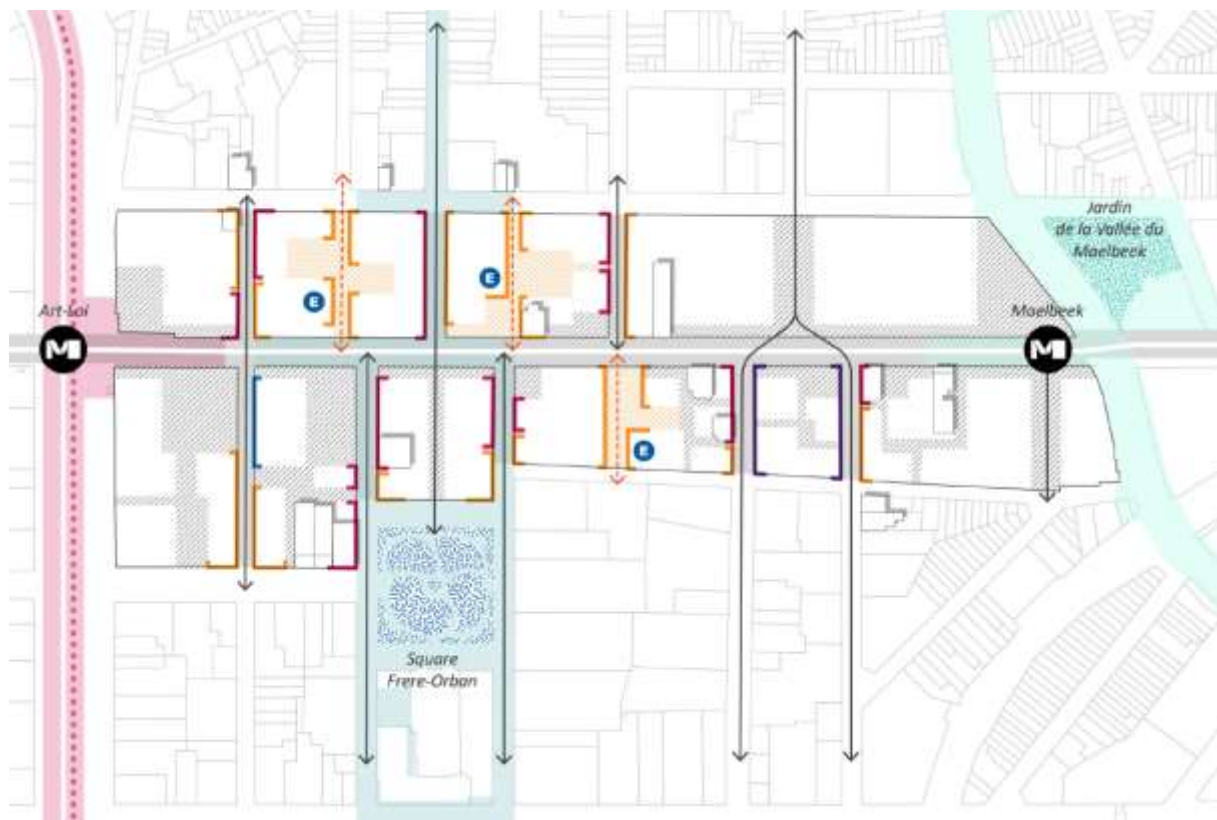 Jardin
de la Vallée du
Maelbeek
E
E
Art-Loi
M
Maelbeek
M
E
Square
Frere-Orban